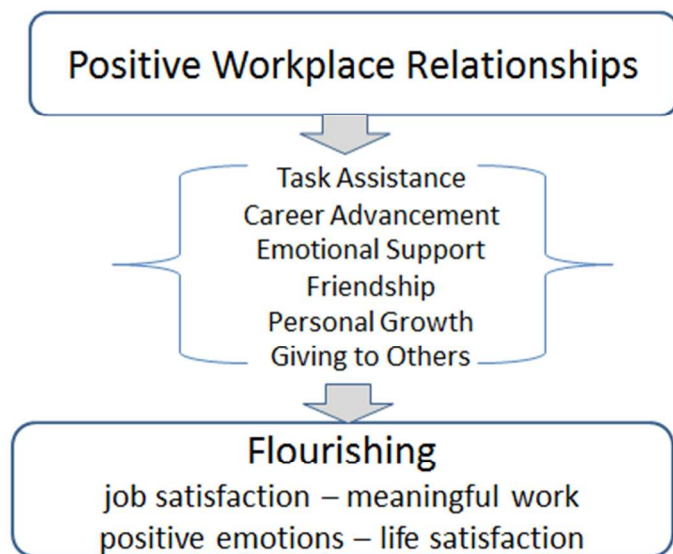 Positive Workplace Relationships
Task Assistance
Career Advancement
Emotional Support
Friendship
Personal Growth
Giving to Others
Flourishing
job satisfaction – meaningful work
positive emotions – life satisfaction